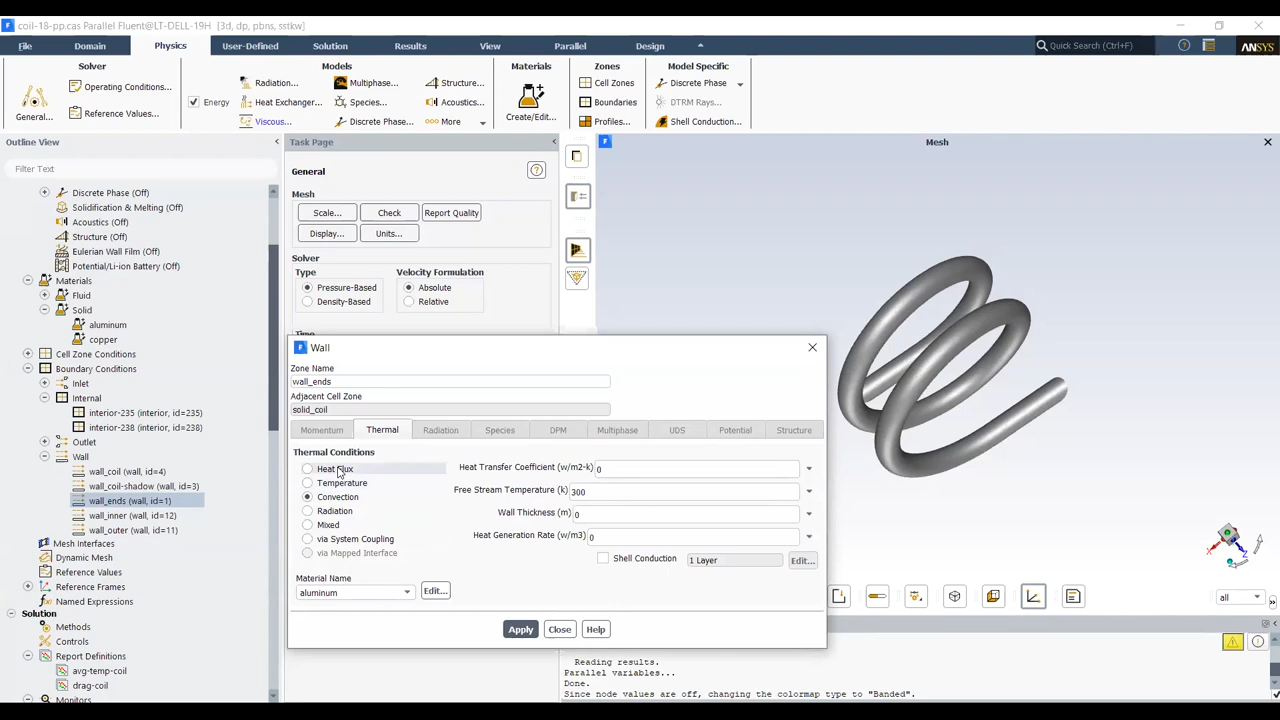 coil-18-pp.cas Parallel Fluent@LT-DELL-19H [3d, dp, pbns, sstkw]
File Domain Physics User-Defined Solution Results View Parallel Design Quick Search (Ctrl+F) ANSYS
Solver Models Materials Zones Model Specific
Operating Conditions... Radiation... Multiphase... Structure... Cell Zones Discrete Phase
Energy Heat Exchanger... Species... Acoustics... Boundaries DTRM Rays...
General... Reference Values... Viscous... Discrete Phase... More Create/Edit... Profiles... Shell Conduction...
Outline View
Filter Text
Discrete Phase (Off)
Solidification & Melting (Off)
Acoustics (Off)
Structure (Off)
Eulerian Wall Film (Off)
Potential/Li-ion Battery (Off)
Materials
Fluid
Solid
aluminum
copper
Cell Zone Conditions
Boundary Conditions
Inlet
Internal
interior-235 (interior, id=235)
interior-238 (interior, id=238)
Outlet
Wall
wall_coil (wall, id=4)
wall_coil-shadow (wall, id=3)
wall_ends (wall, id=1)
wall_inner (wall, id=12)
wall_outer (wall, id=11)
Mesh Interfaces
Dynamic Mesh
Reference Values
Reference Frames
Named Expressions
Solution
Methods
Controls
Report Definitions
avg-temp-coil
drag-coil
Monitors
Task Page
General
Mesh
Scale... Check Report Quality
Display... Units...
Solver
Type Velocity Formulation
Pressure-Based Absolute
Density-Based Relative
Time
Mesh
Wall
Zone Name
wall_ends
Adjacent Cell Zone
solid_coil
Momentum Thermal Radiation Species DPM Multiphase UDS Potential Structure
Thermal Conditions
Heat Flux
Temperature
Convection
Radiation
Mixed
via System Coupling
via Mapped Interface
Heat Transfer Coefficient (w/m2-k) 0
Free Stream Temperature (k) 300
Wall Thickness (m) 0
Heat Generation Rate (w/m3) 0
Shell Conduction 1 Layer Edit...
Material Name
aluminum Edit...
Apply Close Help
all
Reading results.
Parallel variables...
Done.
Since node values are off, changing the colormap type to "Banded".